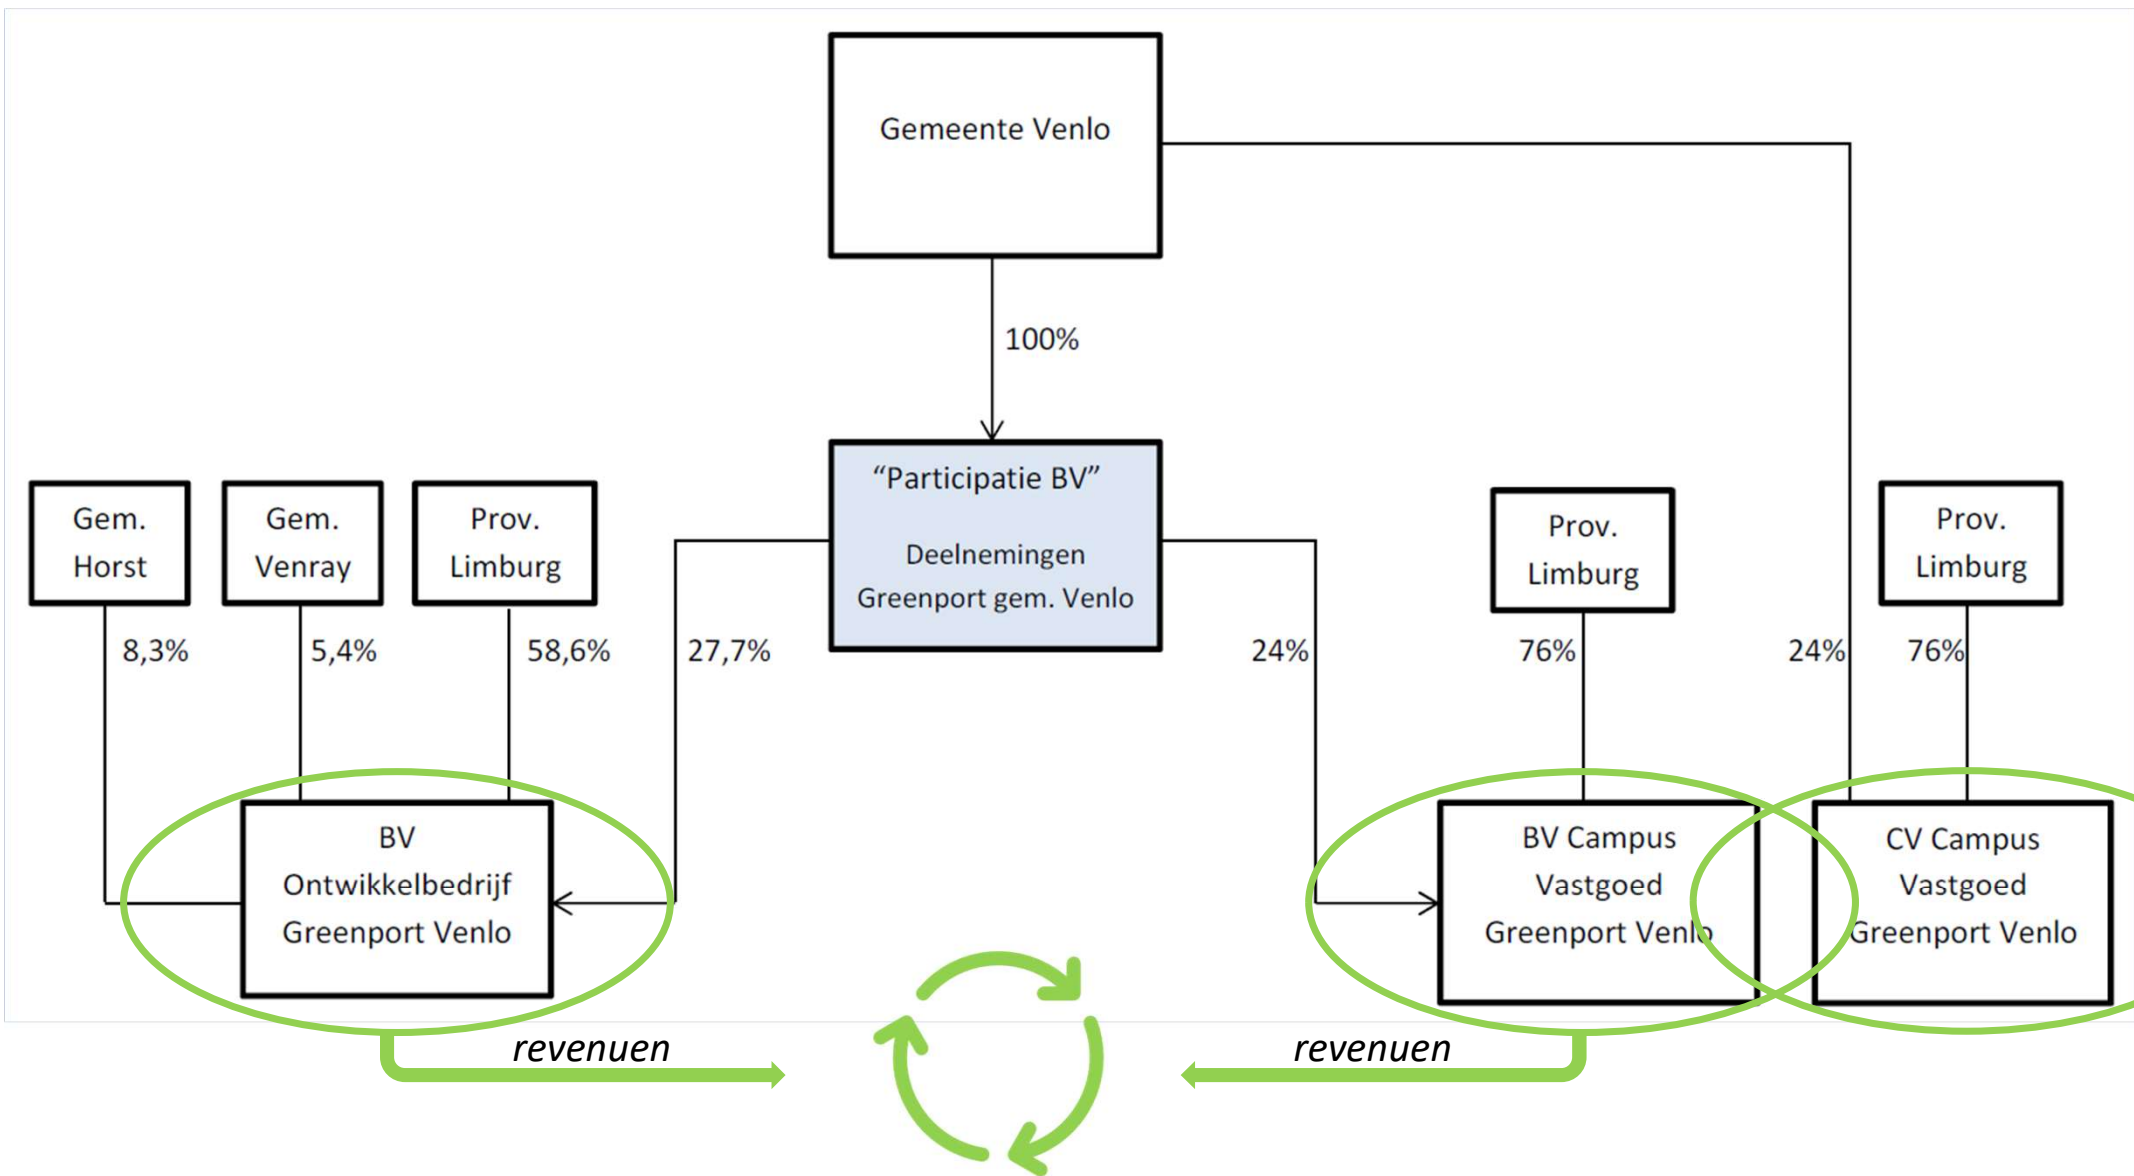 Gemeente Venlo
100%
“Participatie BV”
Deelnemingen
Greenport gem. Venlo
Gem.
Horst
Gem.
Venray
Prov.
Limburg
Prov.
Limburg
Prov.
Limburg
8,3%
5,4%
58,6%
27,7%
24%
76%
24%
76%
BV
Ontwikkelbedrijf
Greenport Venlo
BV Campus
Vastgoed
Greenport Venlo
CV Campus
Vastgoed
Greenport Venlo
revenuen
revenuen